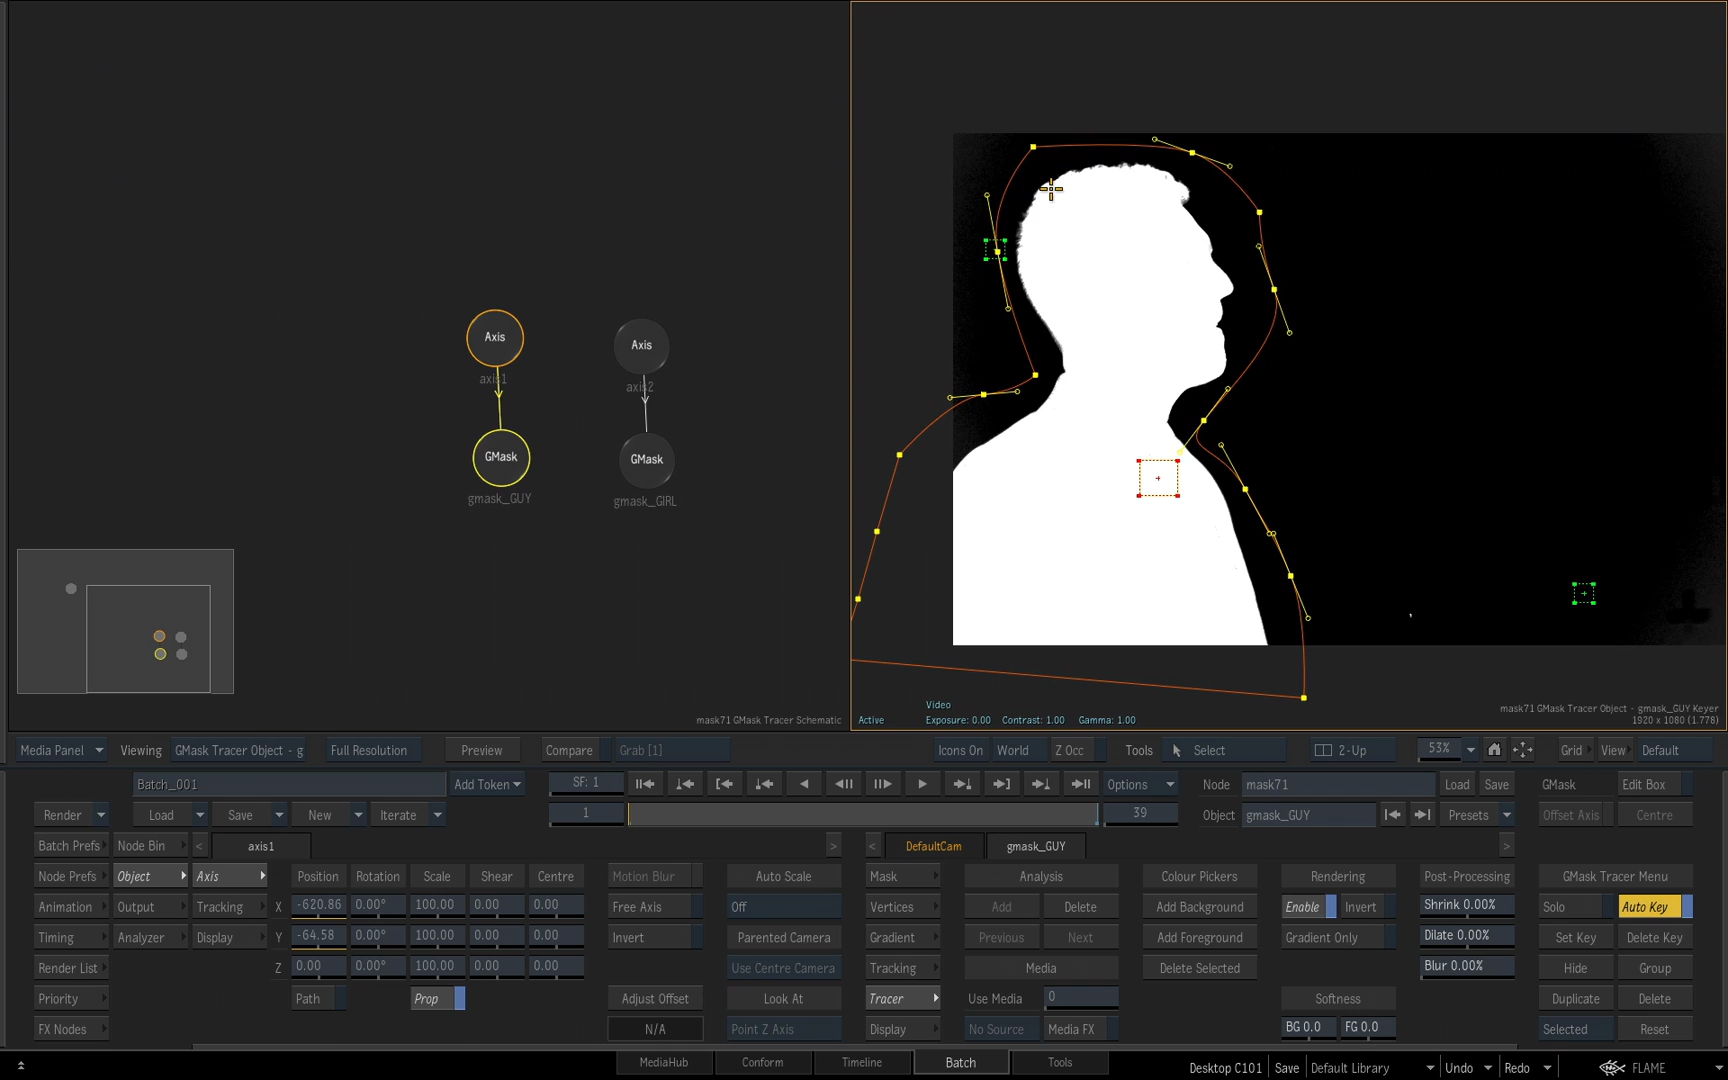 Axis
axis1
GMask
gmask_GUY
Axis
axis2
GMask
gmask_GIRL
mask71 GMask Tracer Schematic
Video
Active
Exposure: 0.00 Contrast: 1.00 Gamma: 1.00
mask71 GMask Tracer Object - gmask_GUY Keyer
1920 x 1080 (1.778)
Media Panel Viewing GMask Tracer Object - g Full Resolution Preview Compare Grab [1] Icons On World Z Occ Tools Select 2-Up 53% Grid View Default
Batch_001 Add Token SF: 1 Options Node mask71 Load Save GMask Edit Box
Render Load Save New Iterate 1 39 Object gmask_GUY Presets Offset Axis Centre
Batch Prefs Node Bin < axis1 > < DefaultCam gmask_GUY >
Node Prefs Object Axis Position Rotation Scale Shear Centre Motion Blur Auto Scale Mask Analysis Colour Pickers Rendering Post-Processing GMask Tracer Menu
Animation Output Tracking X -620.86 0.00° 100.00 0.00 0.00 Free Axis Off Vertices Add Delete Add Background Enable Invert Shrink 0.00% Solo Auto Key
Timing Analyzer Display Y -64.58 0.00° 100.00 0.00 0.00 Invert Parented Camera Gradient Previous Next Add Foreground Gradient Only Dilate 0.00% Set Key Delete Key
Render List Z 0.00 0.00° 100.00 0.00 0.00 Use Centre Camera Tracking Media Delete Selected Blur 0.00% Hide Group
Priority Path Prop Adjust Offset Look At Tracer Use Media 0 Softness Duplicate Delete
FX Nodes N/A Point Z Axis Display No Source Media FX BG 0.0 FG 0.0 Selected Reset
MediaHub Conform Timeline Batch Tools Desktop C101 Save Default Library Undo Redo FLAME